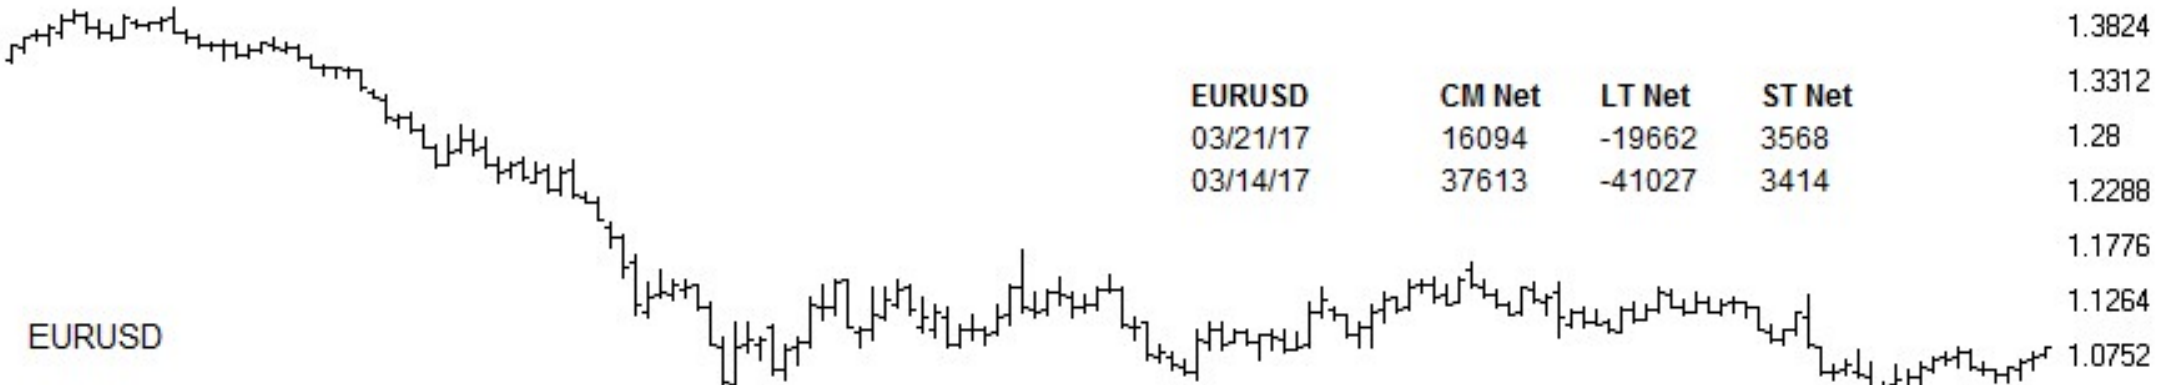 1.3824
1.3312
EURUSD CM Net LT Net ST Net
03/21/17 16094 -19662 3568
1.28
03/14/17 37613 -41027 3414
1.2288
1.1776
1.1264
EURUSD
1.0752